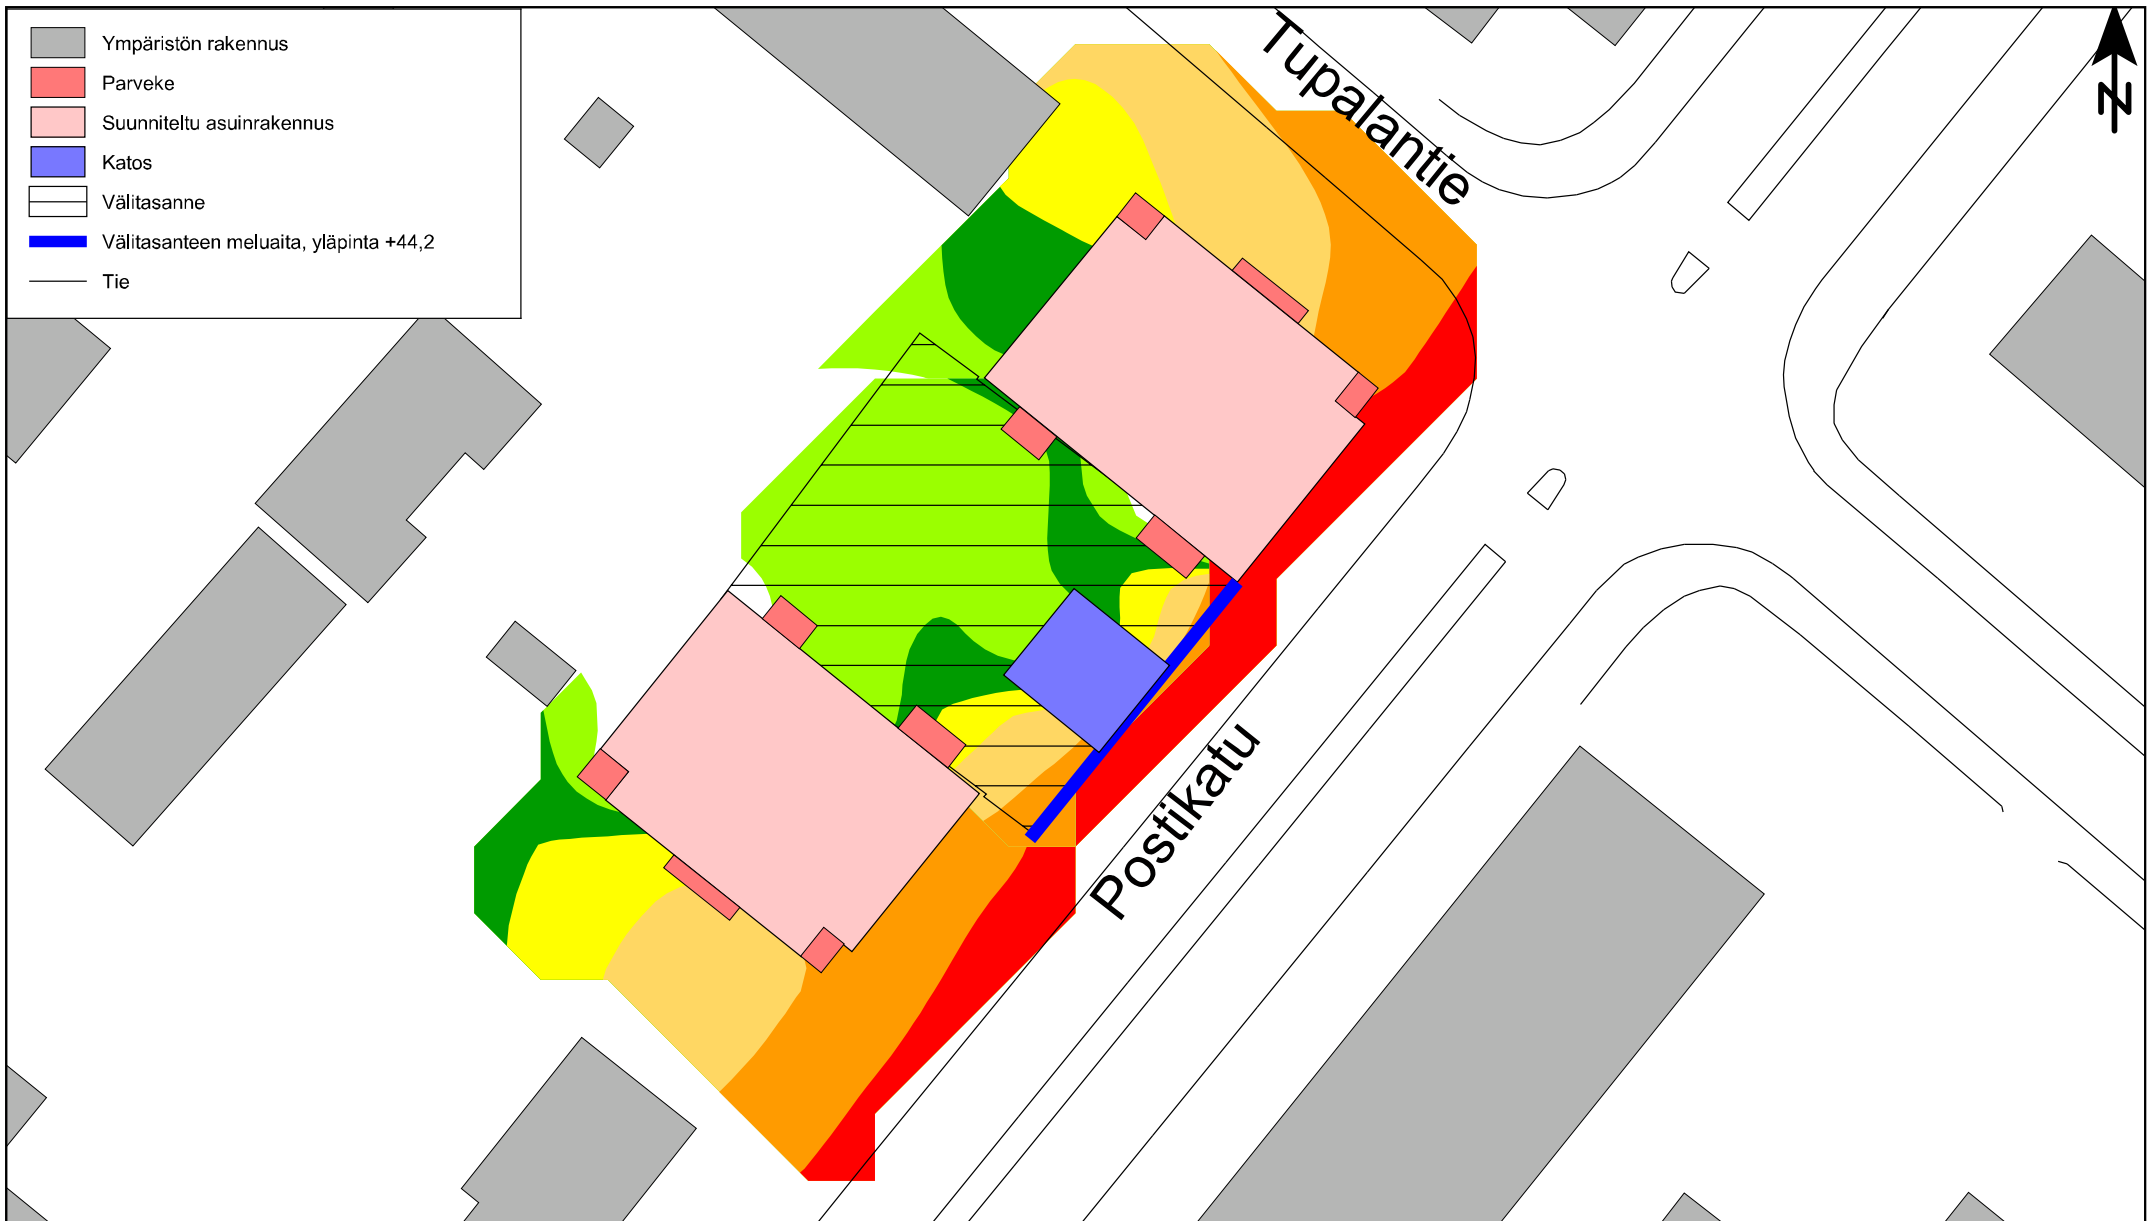 Ympäristön rakennus
Parveke
Suunniteltu asuinrakennus
Katos
Välitasanne
Välitasanteen meluaita, yläpinta +44,2
Tie
Tupalantie
N
Postikatu